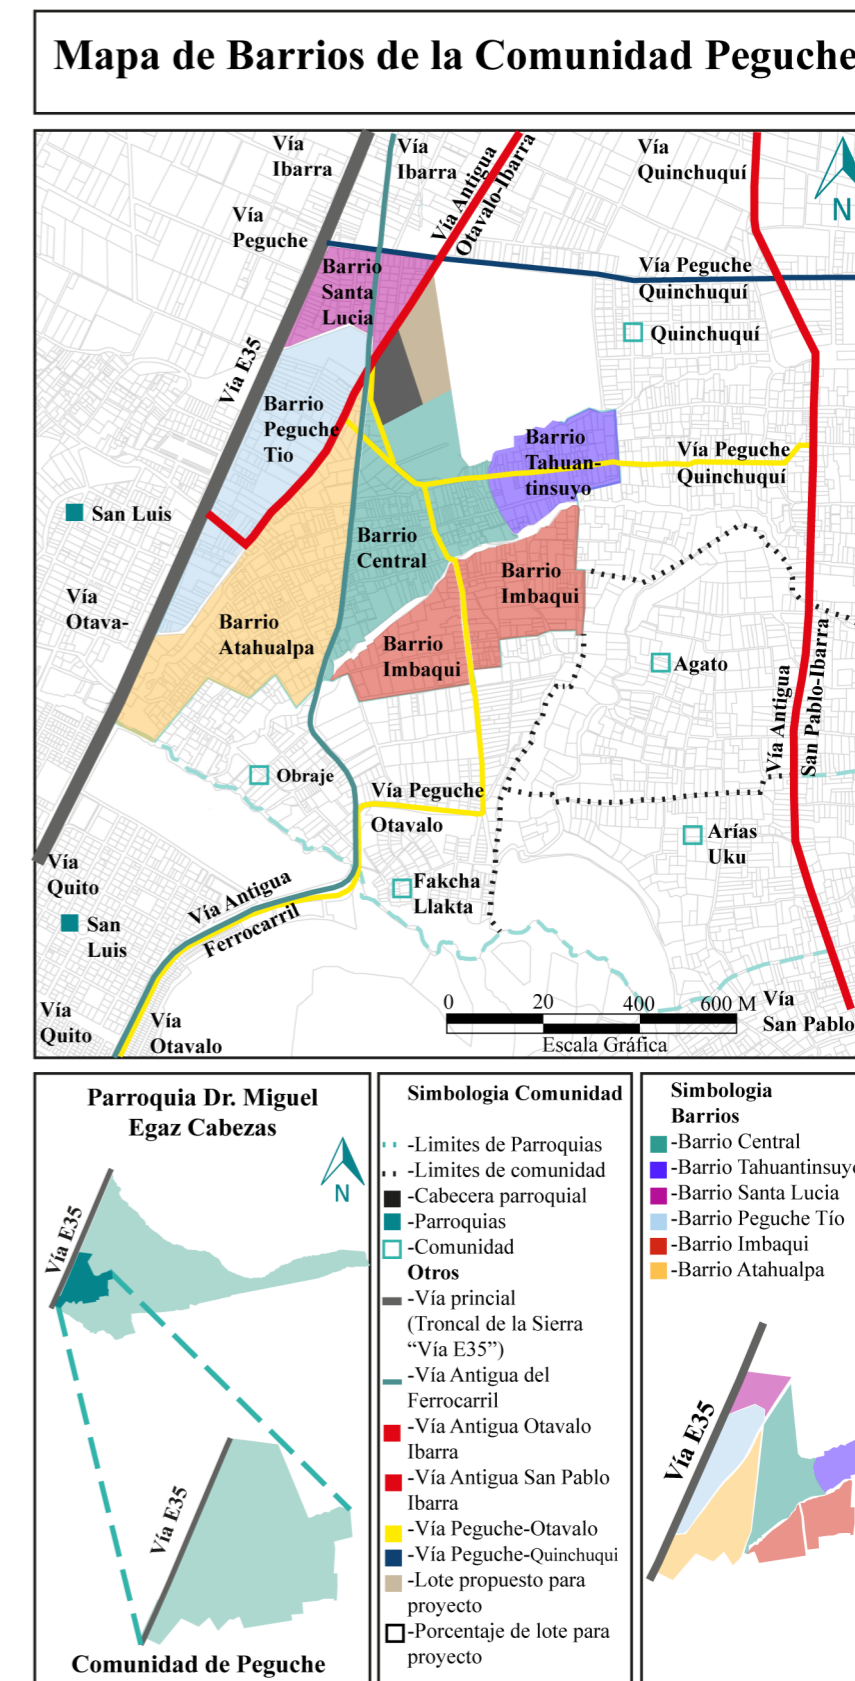 Mapa de Barrios de la Comunidad Peguche
Vía
Ibarra
Vía
Ibarra
Vía Antigua
Otavalo-Ibarra
Vía
Quinchuquí
N
Vía
Peguche
Barrio
Santa
Lucia
Vía Peguche
Quinchuquí
Quinchuquí
Vía E35
Barrio
Peguche
Tio
Barrio
Tahuan-
tinsuyo
Vía Peguche
Quinchuquí
San Luis
Barrio
Central
Barrio
Imbaqui
Vía
Otava-
Barrio
Atahualpa
Barrio
Imbaqui
Agato
Vía Antigua
San Pablo-Ibarra
Obraje
Vía Peguche
Otavalo
Arías
Uku
Vía
Quito
Fakcha
Llakta
Vía Antigua
Ferrocarril
San
Luis
Vía
Quito
Vía
Otavalo
0 20 400 600 M
Escala Gráfica
Vía
San Pablo
Parroquia Dr. Miguel
Egaz Cabezas
N
Vía E35
Vía E35
Comunidad de Peguche
Simbologia Comunidad
-Limites de Parroquias
-Limites de comunidad
-Cabecera parroquial
-Parroquias
-Comunidad
Otros
-Vía princial
(Troncal de la Sierra
“Vía E35”)
-Vía Antigua del
Ferrocarril
-Vía Antigua Otavalo
Ibarra
-Vía Antigua San Pablo
Ibarra
-Vía Peguche-Otavalo
-Vía Peguche-Quinchuqui
-Lote propuesto para
proyecto
-Porcentaje de lote para
proyecto
Simbologia
Barrios
-Barrio Central
-Barrio Tahuantinsuyo
-Barrio Santa Lucia
-Barrio Peguche Tío
-Barrio Imbaqui
-Barrio Atahualpa
Vía E35